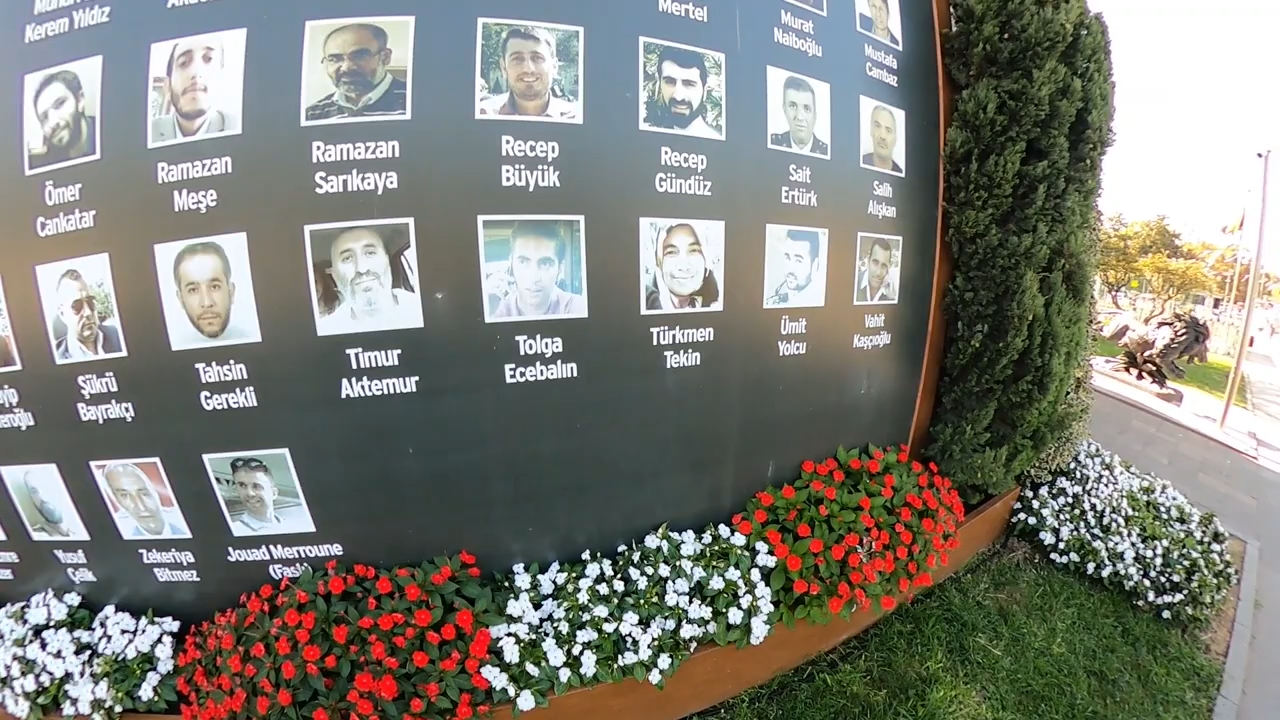 Kerem Yıldız
Mertel
Murat
Naiboğlu
Mustafa
Cambaz
Ömer
Cankatar
Ramazan
Meşe
Ramazan
Sarıkaya
Recep
Büyük
Recep
Gündüz
Sait
Ertürk
Salih
Alışkan
Şükrü
Bayrakçı
Tahsin
Gerekli
Timur
Aktemur
Tolga
Ecebalın
Türkmen
Tekin
Ümit
Yolcu
Vahit
Kaşçıoğlu
Yusuf
Çelik
Zekeriya
Bitmez
Jouad Merroune
(Fas)